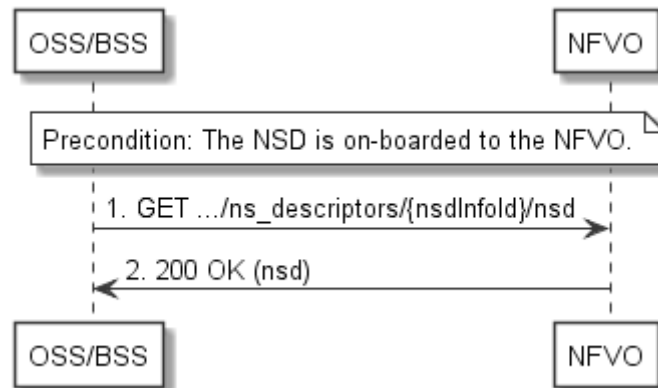 OSS/BSS
NFVO
Precondition: The NSD is on-boarded to the NFVO.
1. GET .../ns_descriptors/{nsdInfoId}/nsd
2. 200 OK (nsd)
OSS/BSS
NFVO